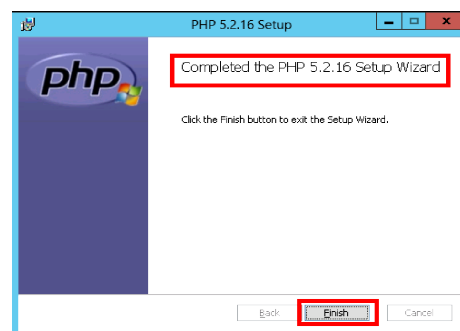 PHP 5.2.16 Setup
php
Completed the PHP 5.2.16 Setup Wizard
Click the Finish button to exit the Setup Wizard.
Back
Finish
Cancel